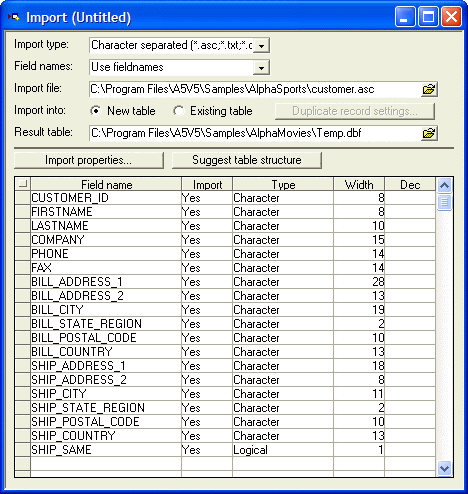 Import (Untitled)
Import type: Character separated (*.asc;*.txt;*.c
Field names: Use fieldnames
Import file: C:\Program Files\A5V5\Samples\AlphaSports\customer.asc
Import into: New table Existing table Duplicate record settings...
Result table: C:\Program Files\A5V5\Samples\AlphaMovies\Temp.dbf
Import properties... Suggest table structure
Field name Import Type Width Dec
CUSTOMER_ID Yes Character 8
FIRSTNAME Yes Character 8
LASTNAME Yes Character 10
COMPANY Yes Character 15
PHONE Yes Character 14
FAX Yes Character 14
BILL_ADDRESS_1 Yes Character 28
BILL_ADDRESS_2 Yes Character 13
BILL_CITY Yes Character 19
BILL_STATE_REGION Yes Character 2
BILL_POSTAL_CODE Yes Character 10
BILL_COUNTRY Yes Character 13
SHIP_ADDRESS_1 Yes Character 18
SHIP_ADDRESS_2 Yes Character 8
SHIP_CITY Yes Character 11
SHIP_STATE_REGION Yes Character 2
SHIP_POSTAL_CODE Yes Character 10
SHIP_COUNTRY Yes Character 13
SHIP_SAME Yes Logical 1